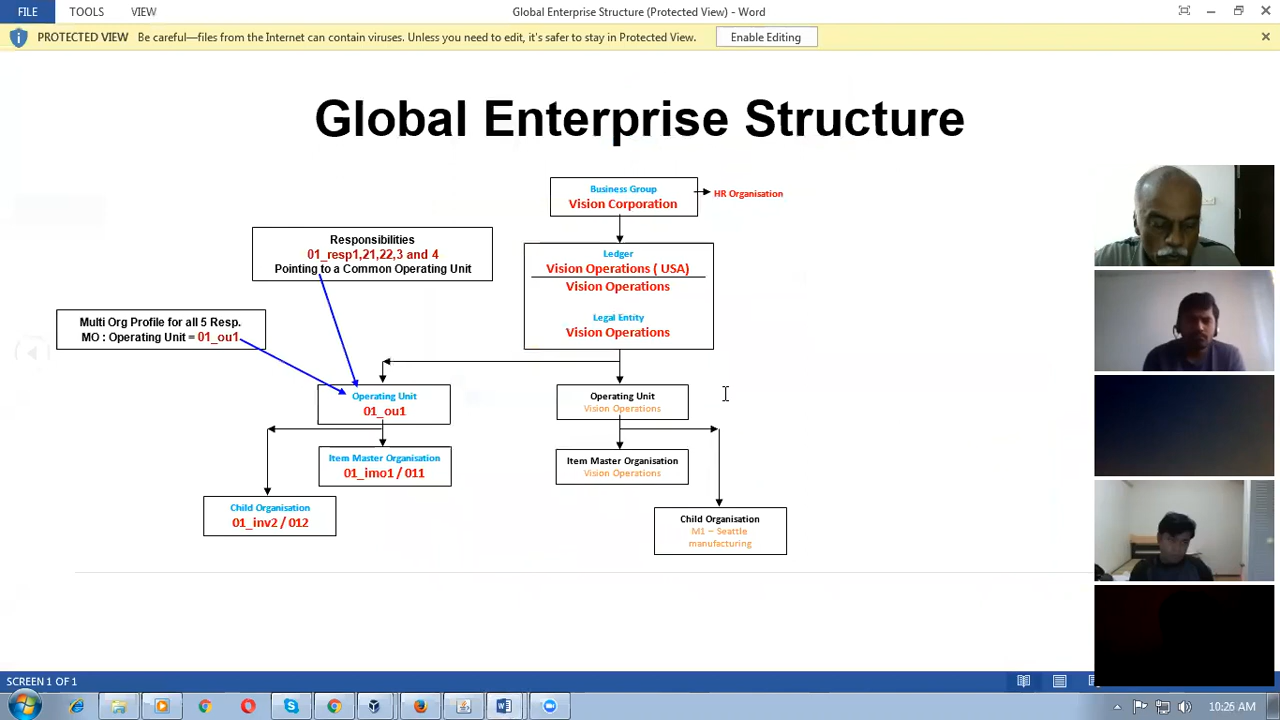 FILE TOOLS VIEW Global Enterprise Structure (Protected View) - Word
PROTECTED VIEW Be careful—files from the Internet can contain viruses. Unless you need to edit, it's safer to stay in Protected View. Enable Editing
Global Enterprise Structure
Business Group
Vision Corporation
HR Organisation
Responsibilities
01_resp1,21,22,3 and 4
Pointing to a Common Operating Unit
Ledger
Vision Operations ( USA)
Vision Operations
Legal Entity
Vision Operations
Multi Org Profile for all 5 Resp.
MO : Operating Unit = 01_ou1
Operating Unit
01_ou1
Operating Unit
Vision Operations
Item Master Organisation
01_imo1 / 011
Item Master Organisation
Vision Operations
Child Organisation
01_inv2 / 012
Child Organisation
M1 – Seattle
manufacturing
SCREEN 1 OF 1
10:26 AM